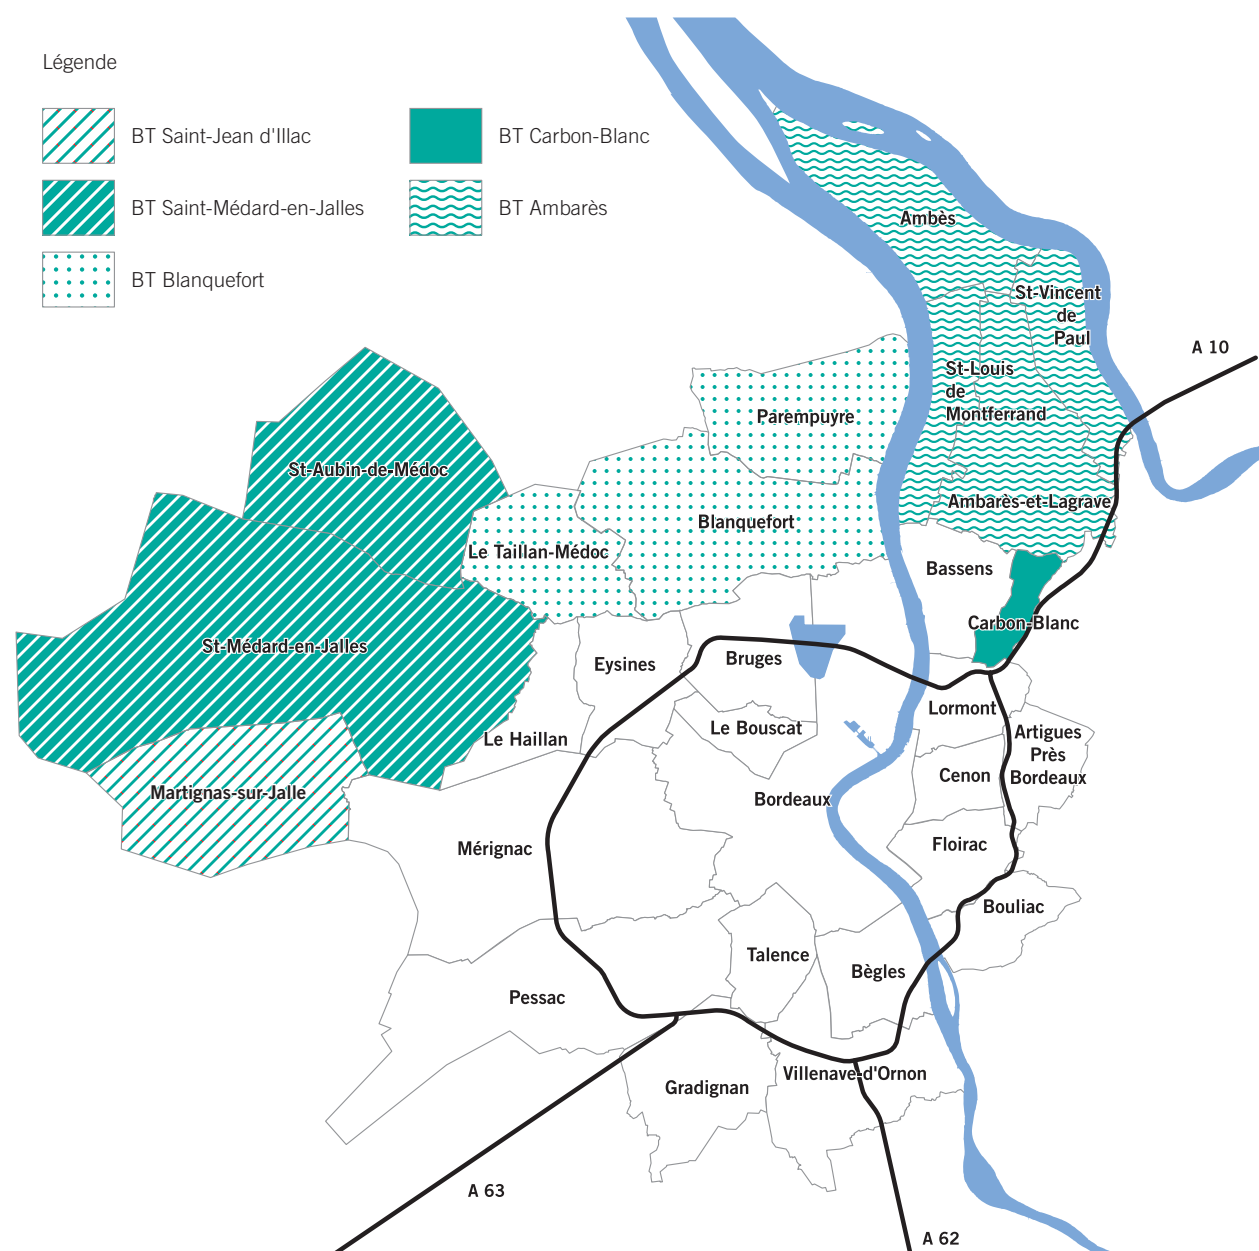 Légende
BT Saint-Jean d'Illac
BT Carbon-Blanc
BT Saint-Médard-en-Jalles
BT Ambarès
BT Blanquefort
Ambès
St-Vincent
de
Paul
A 10
St-Louis
de
Montferrand
Parempuyre
St-Aubin-de-Médoc
Ambarès-et-Lagrave
Blanquefort
Le Taillan-Médoc
Bassens
Carbon-Blanc
St-Médard-en-Jalles
Eysines
Bruges
Lormont
Le Bouscat
Artigues
Près
Bordeaux
Le Haillan
Cenon
Martignas-sur-Jalle
Bordeaux
Mérignac
Floirac
Bouliac
Talence
Bègles
Pessac
Villenave-d'Ornon
Gradignan
A 63
A 62